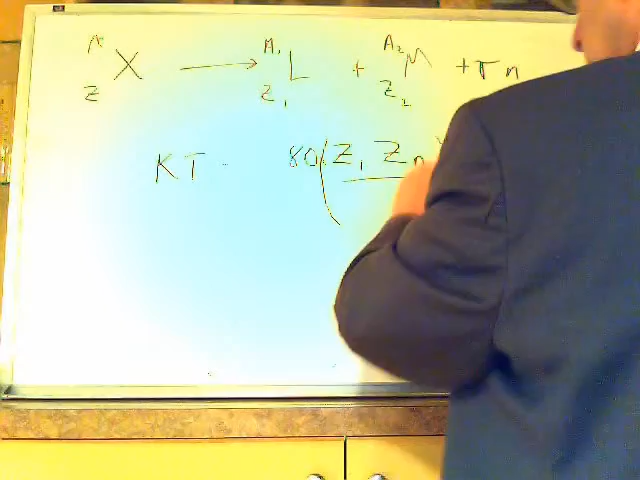 A Z X → A₁ Z₁ L + A₂ Z₂ M + r n
KT - 80 ( Z₁ Z₂